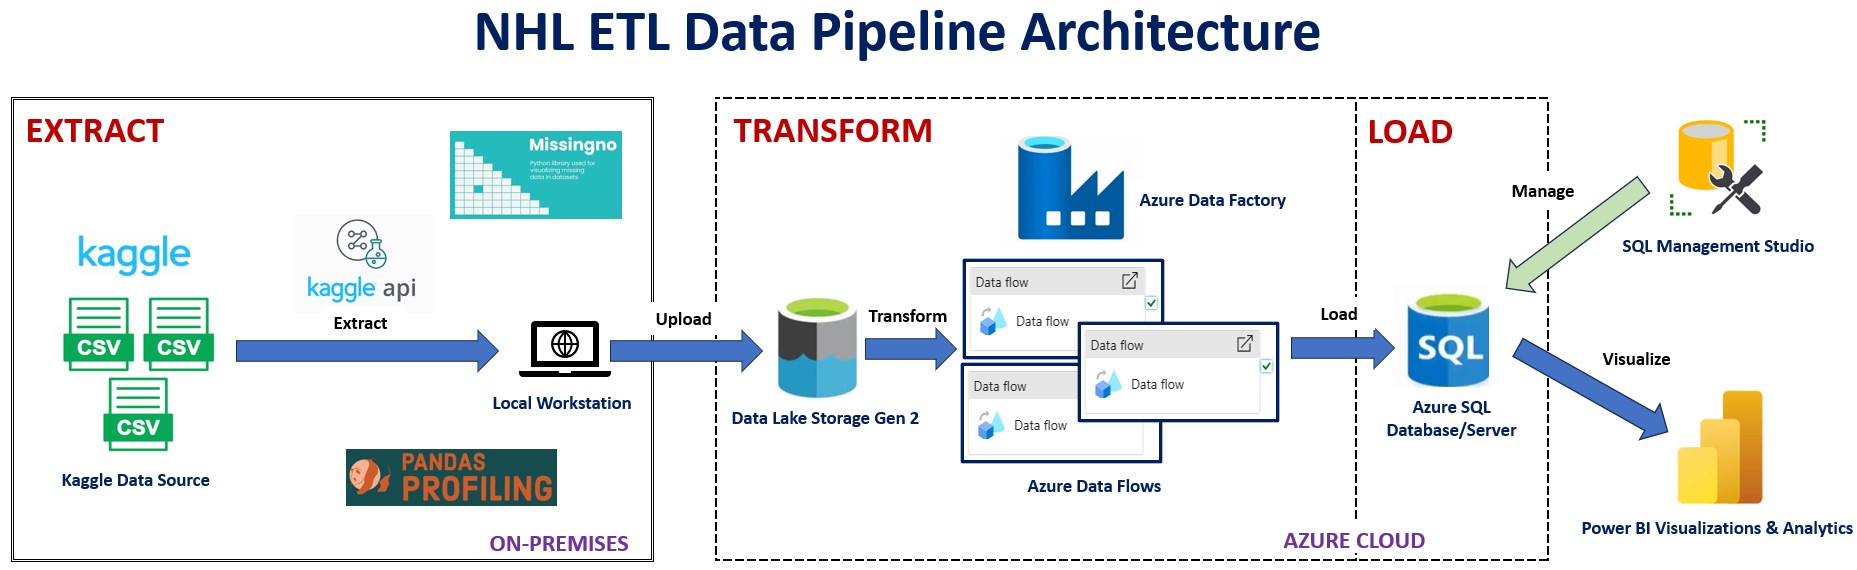 NHL ETL Data Pipeline Architecture
EXTRACT
Missingno
Python library used for
visualizing missing
data in datasets
kaggle
kaggle api
Extract
CSV
CSV
CSV
Kaggle Data Source
Local Workstation
PANDAS
PROFILING
ON-PREMISES
Upload
TRANSFORM
Azure Data Factory
Data Lake Storage Gen 2
Transform
Data flow
Data flow
Data flow
Data flow
Data flow
Data flow
Azure Data Flows
AZURE CLOUD
LOAD
Load
SQL
Azure SQL
Database/Server
Manage
SQL Management Studio
Visualize
Power BI Visualizations & Analytics